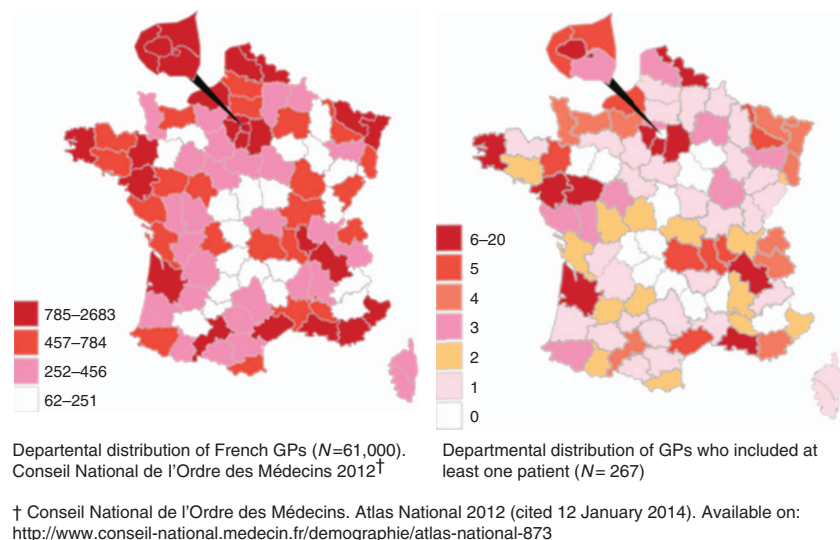 785–2683
457–784
252–456
62–251
6–20
5
4
3
2
1
0
Departental distribution of French GPs (N=61,000).
Conseil National de l'Ordre des Médecins 2012†
Departmental distribution of GPs who included at
least one patient (N= 267)
† Conseil National de l'Ordre des Médecins. Atlas National 2012 (cited 12 January 2014). Available on:
http://www.conseil-national.medecin.fr/demographie/atlas-national-873